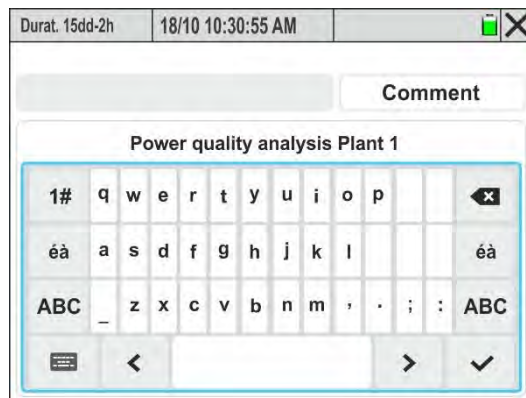 Durat. 15dd-2h 18/10 10:30:55 AM
Comment
Power quality analysis Plant 1
1# q w e r t y u i o p
éà a s d f g h j k l éà
ABC _ z x c v b n m , . ; : ABC
< >